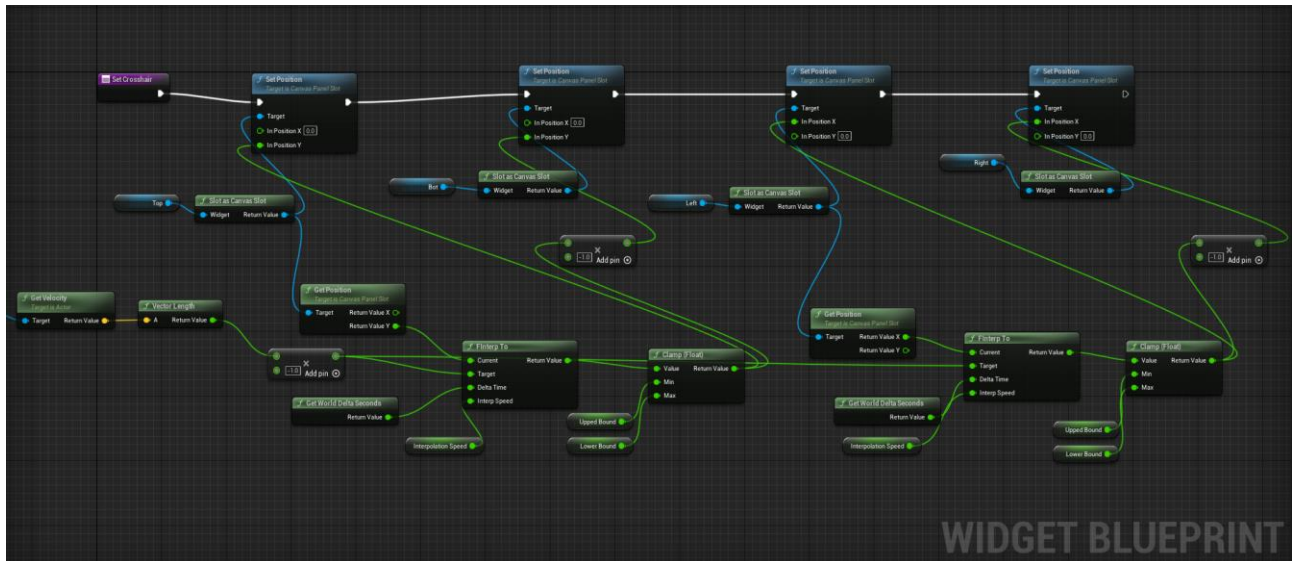 Set Crosshair
Set Position
Target is Canvas Panel Slot
Target
In Position X 0.0
In Position Y
Set Position
Target is Canvas Panel Slot
Target
In Position X 0.0
In Position Y
Set Position
Target is Canvas Panel Slot
Target
In Position X
In Position Y 0.0
Set Position
Target is Canvas Panel Slot
Target
In Position X
In Position Y 0.0
Top
Slot as Canvas Slot
Widget Return Value
Bot
Slot as Canvas Slot
Widget Return Value
Left
Slot as Canvas Slot
Widget Return Value
Right
Slot as Canvas Slot
Widget Return Value
-1.0 Add pin
-1.0 Add pin
Get Velocity
Target is Actor
Target Return Value
Vector Length
A Return Value
Get Position
Target is Canvas Panel Slot
Target Return Value X
Return Value Y
Get Position
Target is Canvas Panel Slot
Target Return Value X
Return Value Y
-1.0 Add pin
FInterp To
Current Return Value
Target
Delta Time
Interp Speed
Clamp (Float)
Value Return Value
Min
Max
FInterp To
Current Return Value
Target
Delta Time
Interp Speed
Clamp (Float)
Value Return Value
Min
Max
Get World Delta Seconds
Return Value
Interpolation Speed
Upped Bound
Lower Bound
Get World Delta Seconds
Return Value
Interpolation Speed
Upped Bound
Lower Bound
WIDGET BLUEPRINT